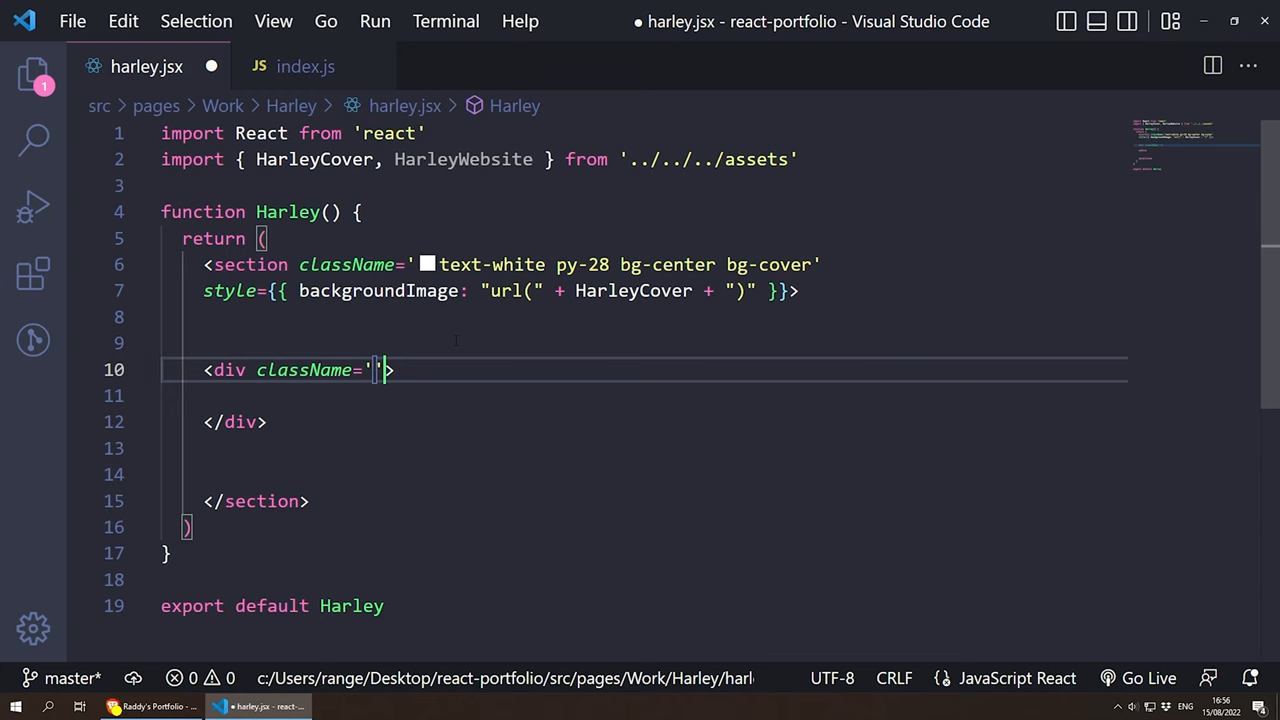 File Edit Selection View Go Run Terminal Help ● harley.jsx - react-portfolio - Visual Studio Code
harley.jsx ● JS index.js
src > pages > Work > Harley > harley.jsx > Harley
1 import React from 'react'
2 import { HarleyCover, HarleyWebsite } from '../../../assets'
3
4 function Harley() {
5 return (
6 <section className='text-white py-28 bg-center bg-cover'
7 style={{ backgroundImage: "url(" + HarleyCover + ")" }}>
8
9
10 <div className=''>
11
12 </div>
13
14
15 </section>
16 )
17 }
18
19 export default Harley
1
master* 0 0 c:/Users/range/Desktop/react-portfolio/src/pages/Work/Harley/harl UTF-8 CRLF {} JavaScript React Go Live
Raddy's Portfolio - ... ● harley.jsx - react-... ENG 16:56
15/08/2022 4